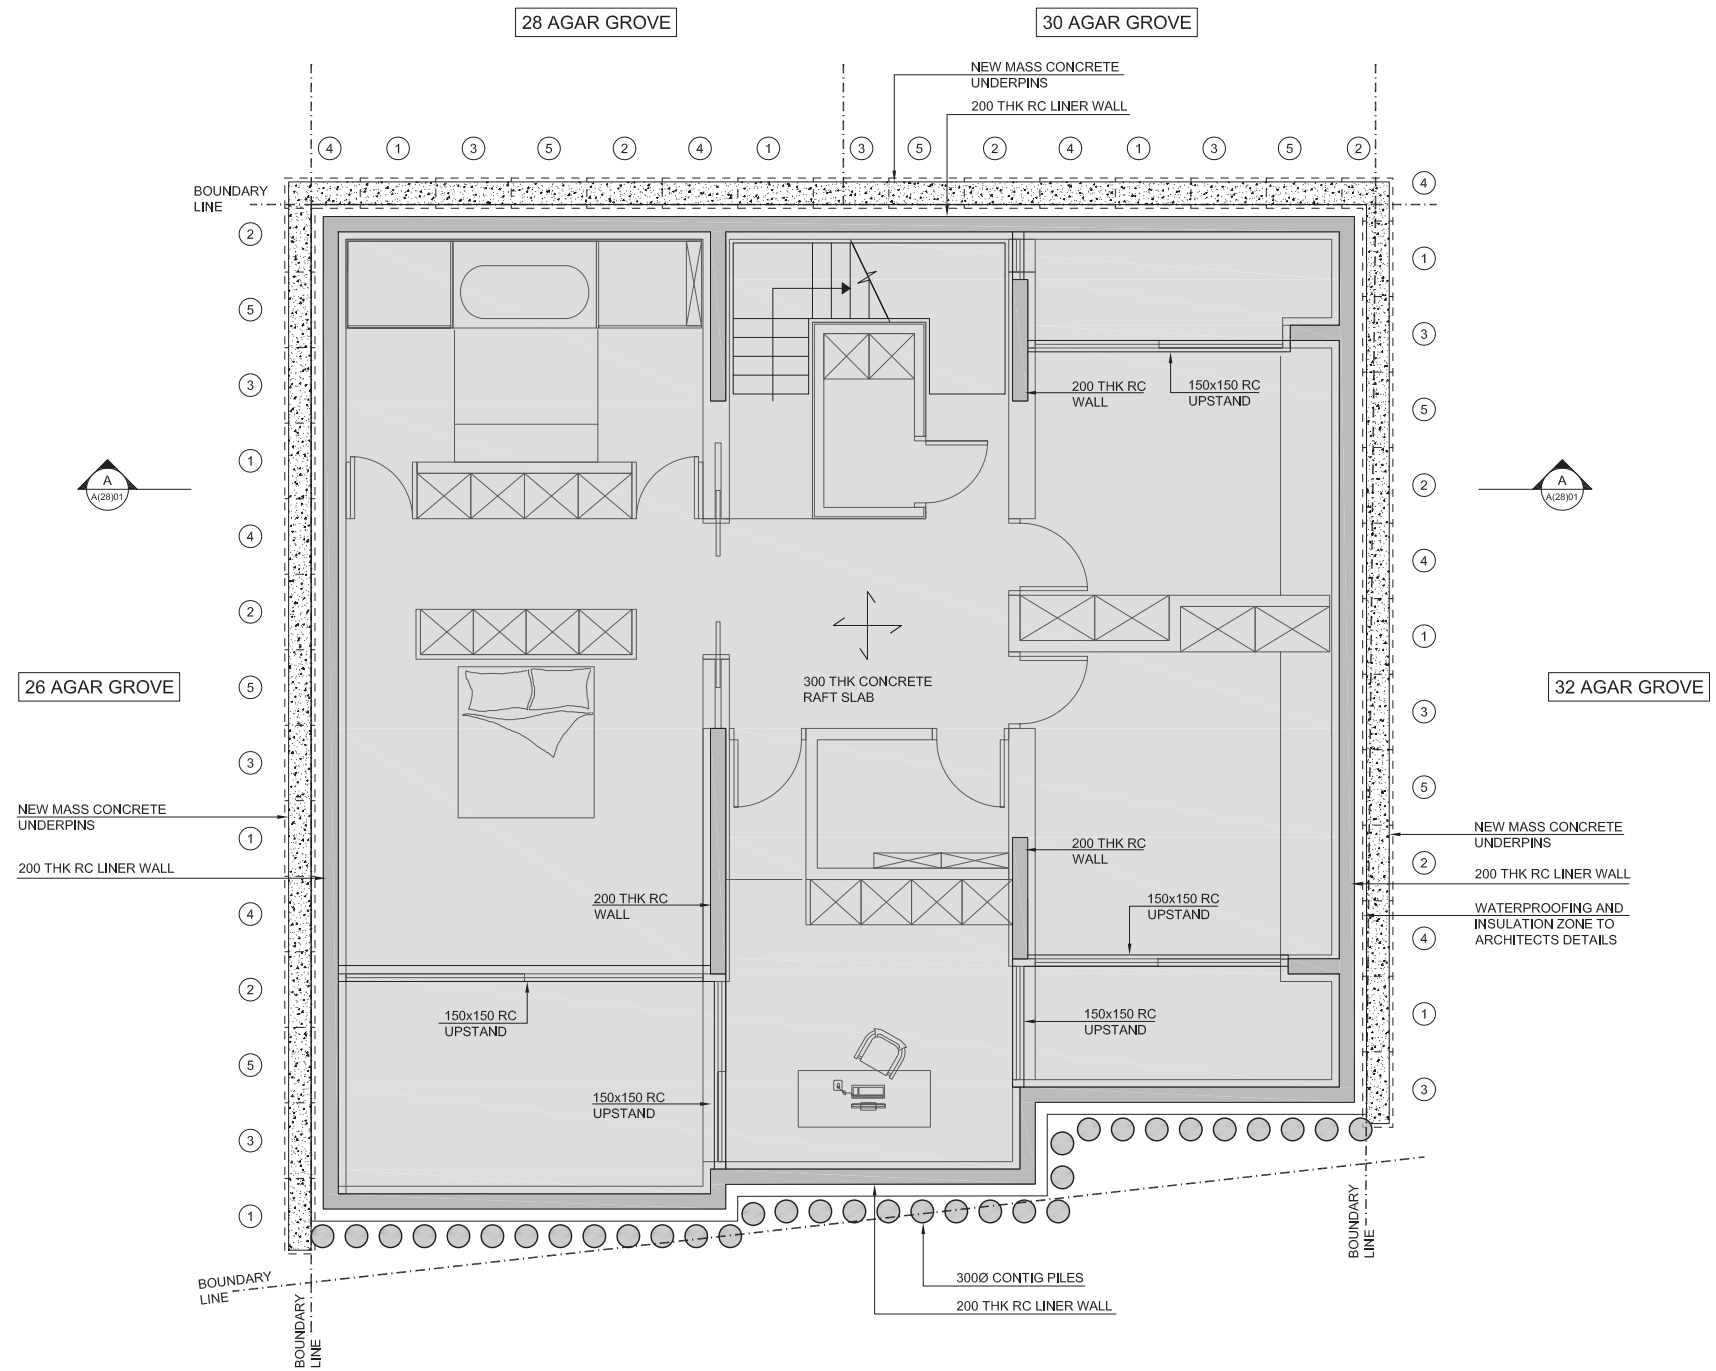 28 AGAR GROVE
30 AGAR GROVE
NEW MASS CONCRETE
UNDERPINS
200 THK RC LINER WALL
4 1 3 5 2 4 1 3 5 2 4 1 3 5 2
BOUNDARY
LINE
4
2
1
5
3
3
5
200 THK RC
WALL
150x150 RC
UPSTAND
1
2
A
A(28)01
A
A(28)01
4
4
2
1
26 AGAR GROVE
5
300 THK CONCRETE
RAFT SLAB
3
32 AGAR GROVE
3
5
NEW MASS CONCRETE
UNDERPINS
1
200 THK RC
WALL
2
NEW MASS CONCRETE
UNDERPINS
200 THK RC LINER WALL
200 THK RC LINER WALL
4
200 THK RC
WALL
150x150 RC
UPSTAND
4
WATERPROOFING AND
INSULATION ZONE TO
ARCHITECTS DETAILS
2
150x150 RC
UPSTAND
150x150 RC
UPSTAND
1
5
150x150 RC
UPSTAND
3
3
1
BOUNDARY
LINE
BOUNDARY
LINE
BOUNDARY
LINE
300Ø CONTIG PILES
200 THK RC LINER WALL